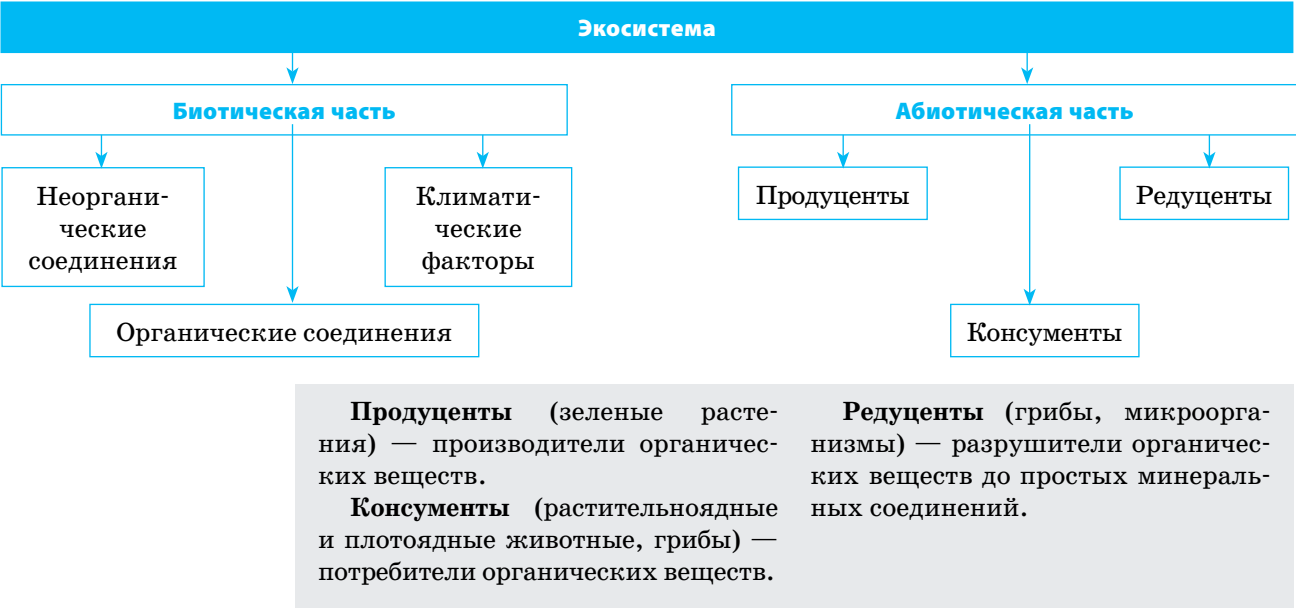 Экосистема
Биотическая часть
Абиотическая часть
Неоргани-
ческие
соединения
Климати-
ческие
факторы
Органические соединения
Продуценты
Редуценты
Консументы
Продуценты (зеленые расте-
ния) — производители органичес-
ких веществ.
Консументы (растительноядные
и плотоядные животные, грибы) —
потребители органических веществ.
Редуценты (грибы, микроорга-
низмы) — разрушители органичес-
ких веществ до простых минераль-
ных соединений.